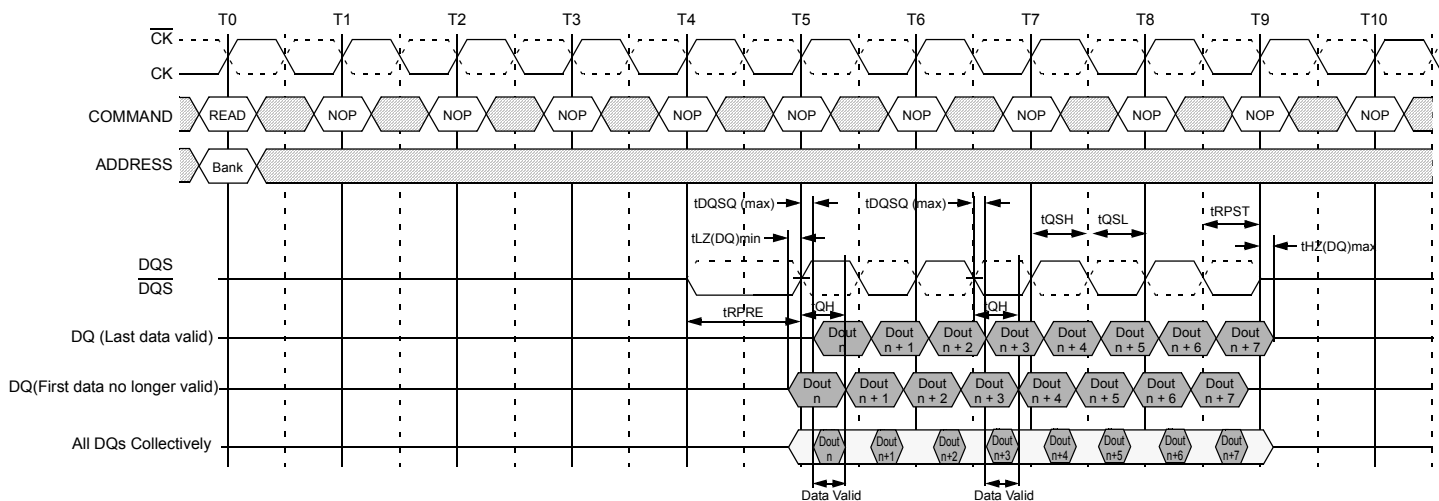 T0 T1 T2 T3 T4 T5 T6 T7 T8 T9 T10
CK
CK
COMMAND READ NOP NOP NOP NOP NOP NOP NOP NOP NOP NOP
ADDRESS Bank
tDQSQ (max) tDQSQ (max) tQSH tQSL tRPST
tLZ(DQ)min tHZ(DQ)max
DQS
DQS
tRPRE tQH tQH
DQ (Last data valid) Dout n Dout n + 1 Dout n + 2 Dout n + 3 Dout n + 4 Dout n + 5 Dout n + 6 Dout n + 7
DQ(First data no longer valid) Dout n Dout n + 1 Dout n + 2 Dout n + 3 Dout n + 4 Dout n + 5 Dout n + 6 Dout n + 7
All DQs Collectively Dout n Dout n+1 Dout n+2 Dout n+3 Dout n+4 Dout n+5 Dout n+6 Dout n+7
Data Valid Data Valid